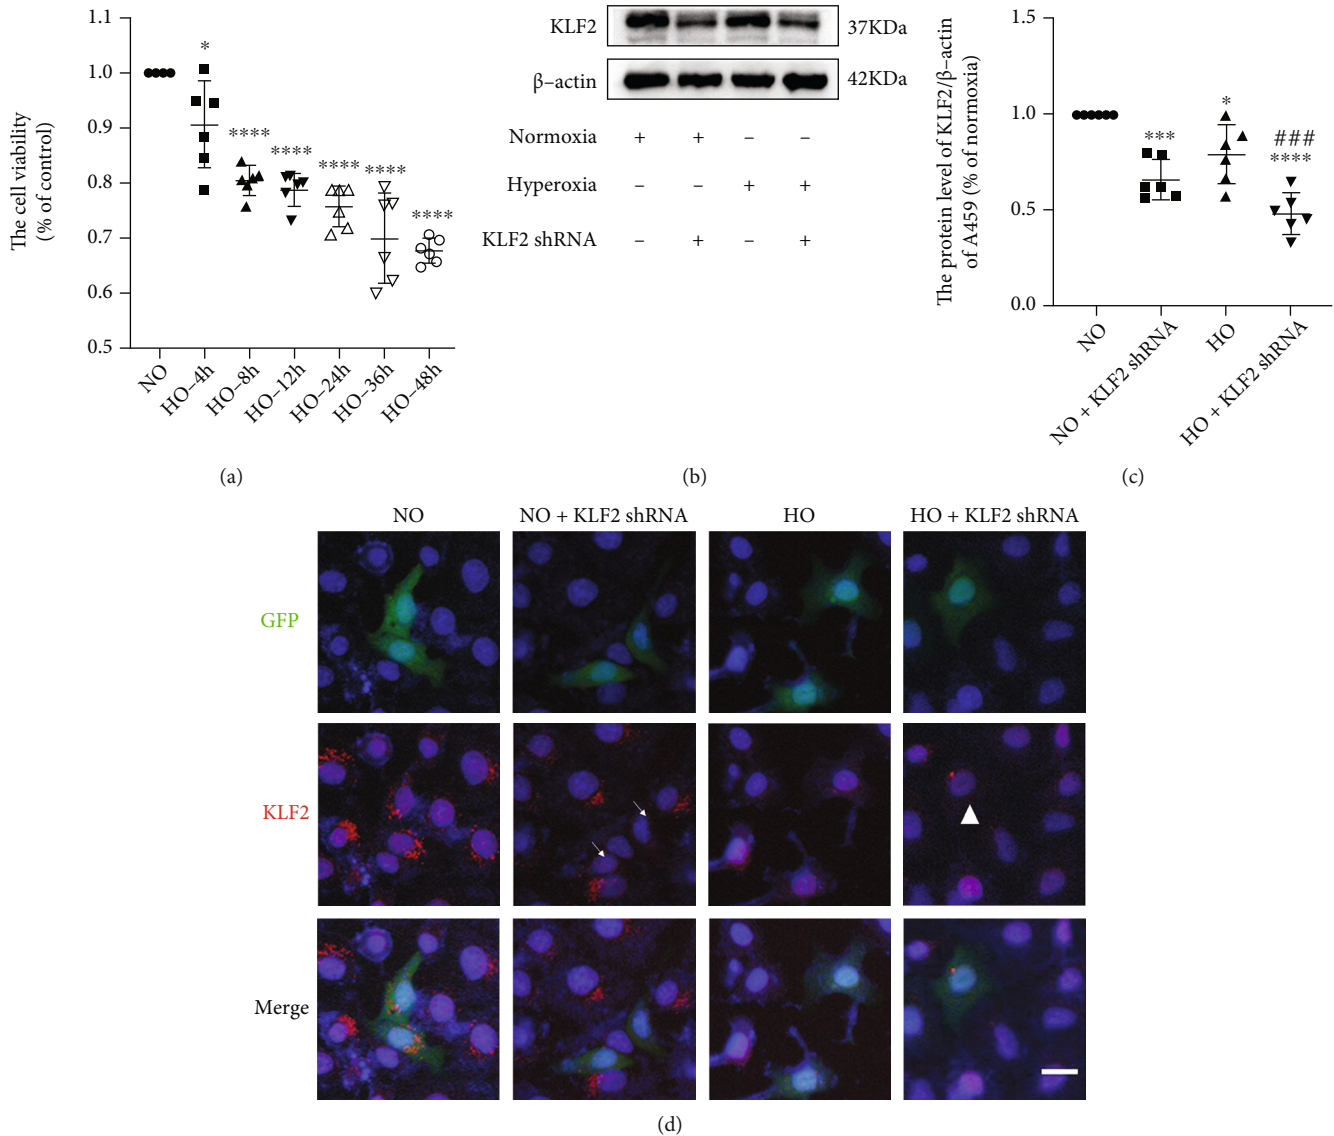 The cell viability
(% of control)
1.1
1.0
0.9
0.8
0.7
0.6
0.5
*
****
****
****
****
****
NO
HO–4h
HO–8h
HO–12h
HO–24h
HO–36h
HO–48h
(a)
KLF2
37KDa
β–actin
42KDa
Normoxia + + – –
Hyperoxia – – + +
KLF2 shRNA – + – +
(b)
The protein level of KLF2/β–actin
of A459 (% of normoxia)
1.5
1.0
0.5
0.0
***
*
###
****
NO
NO + KLF2 shRNA
HO
HO + KLF2 shRNA
(c)
NO
NO + KLF2 shRNA
HO
HO + KLF2 shRNA
GFP
KLF2
Merge
(d)